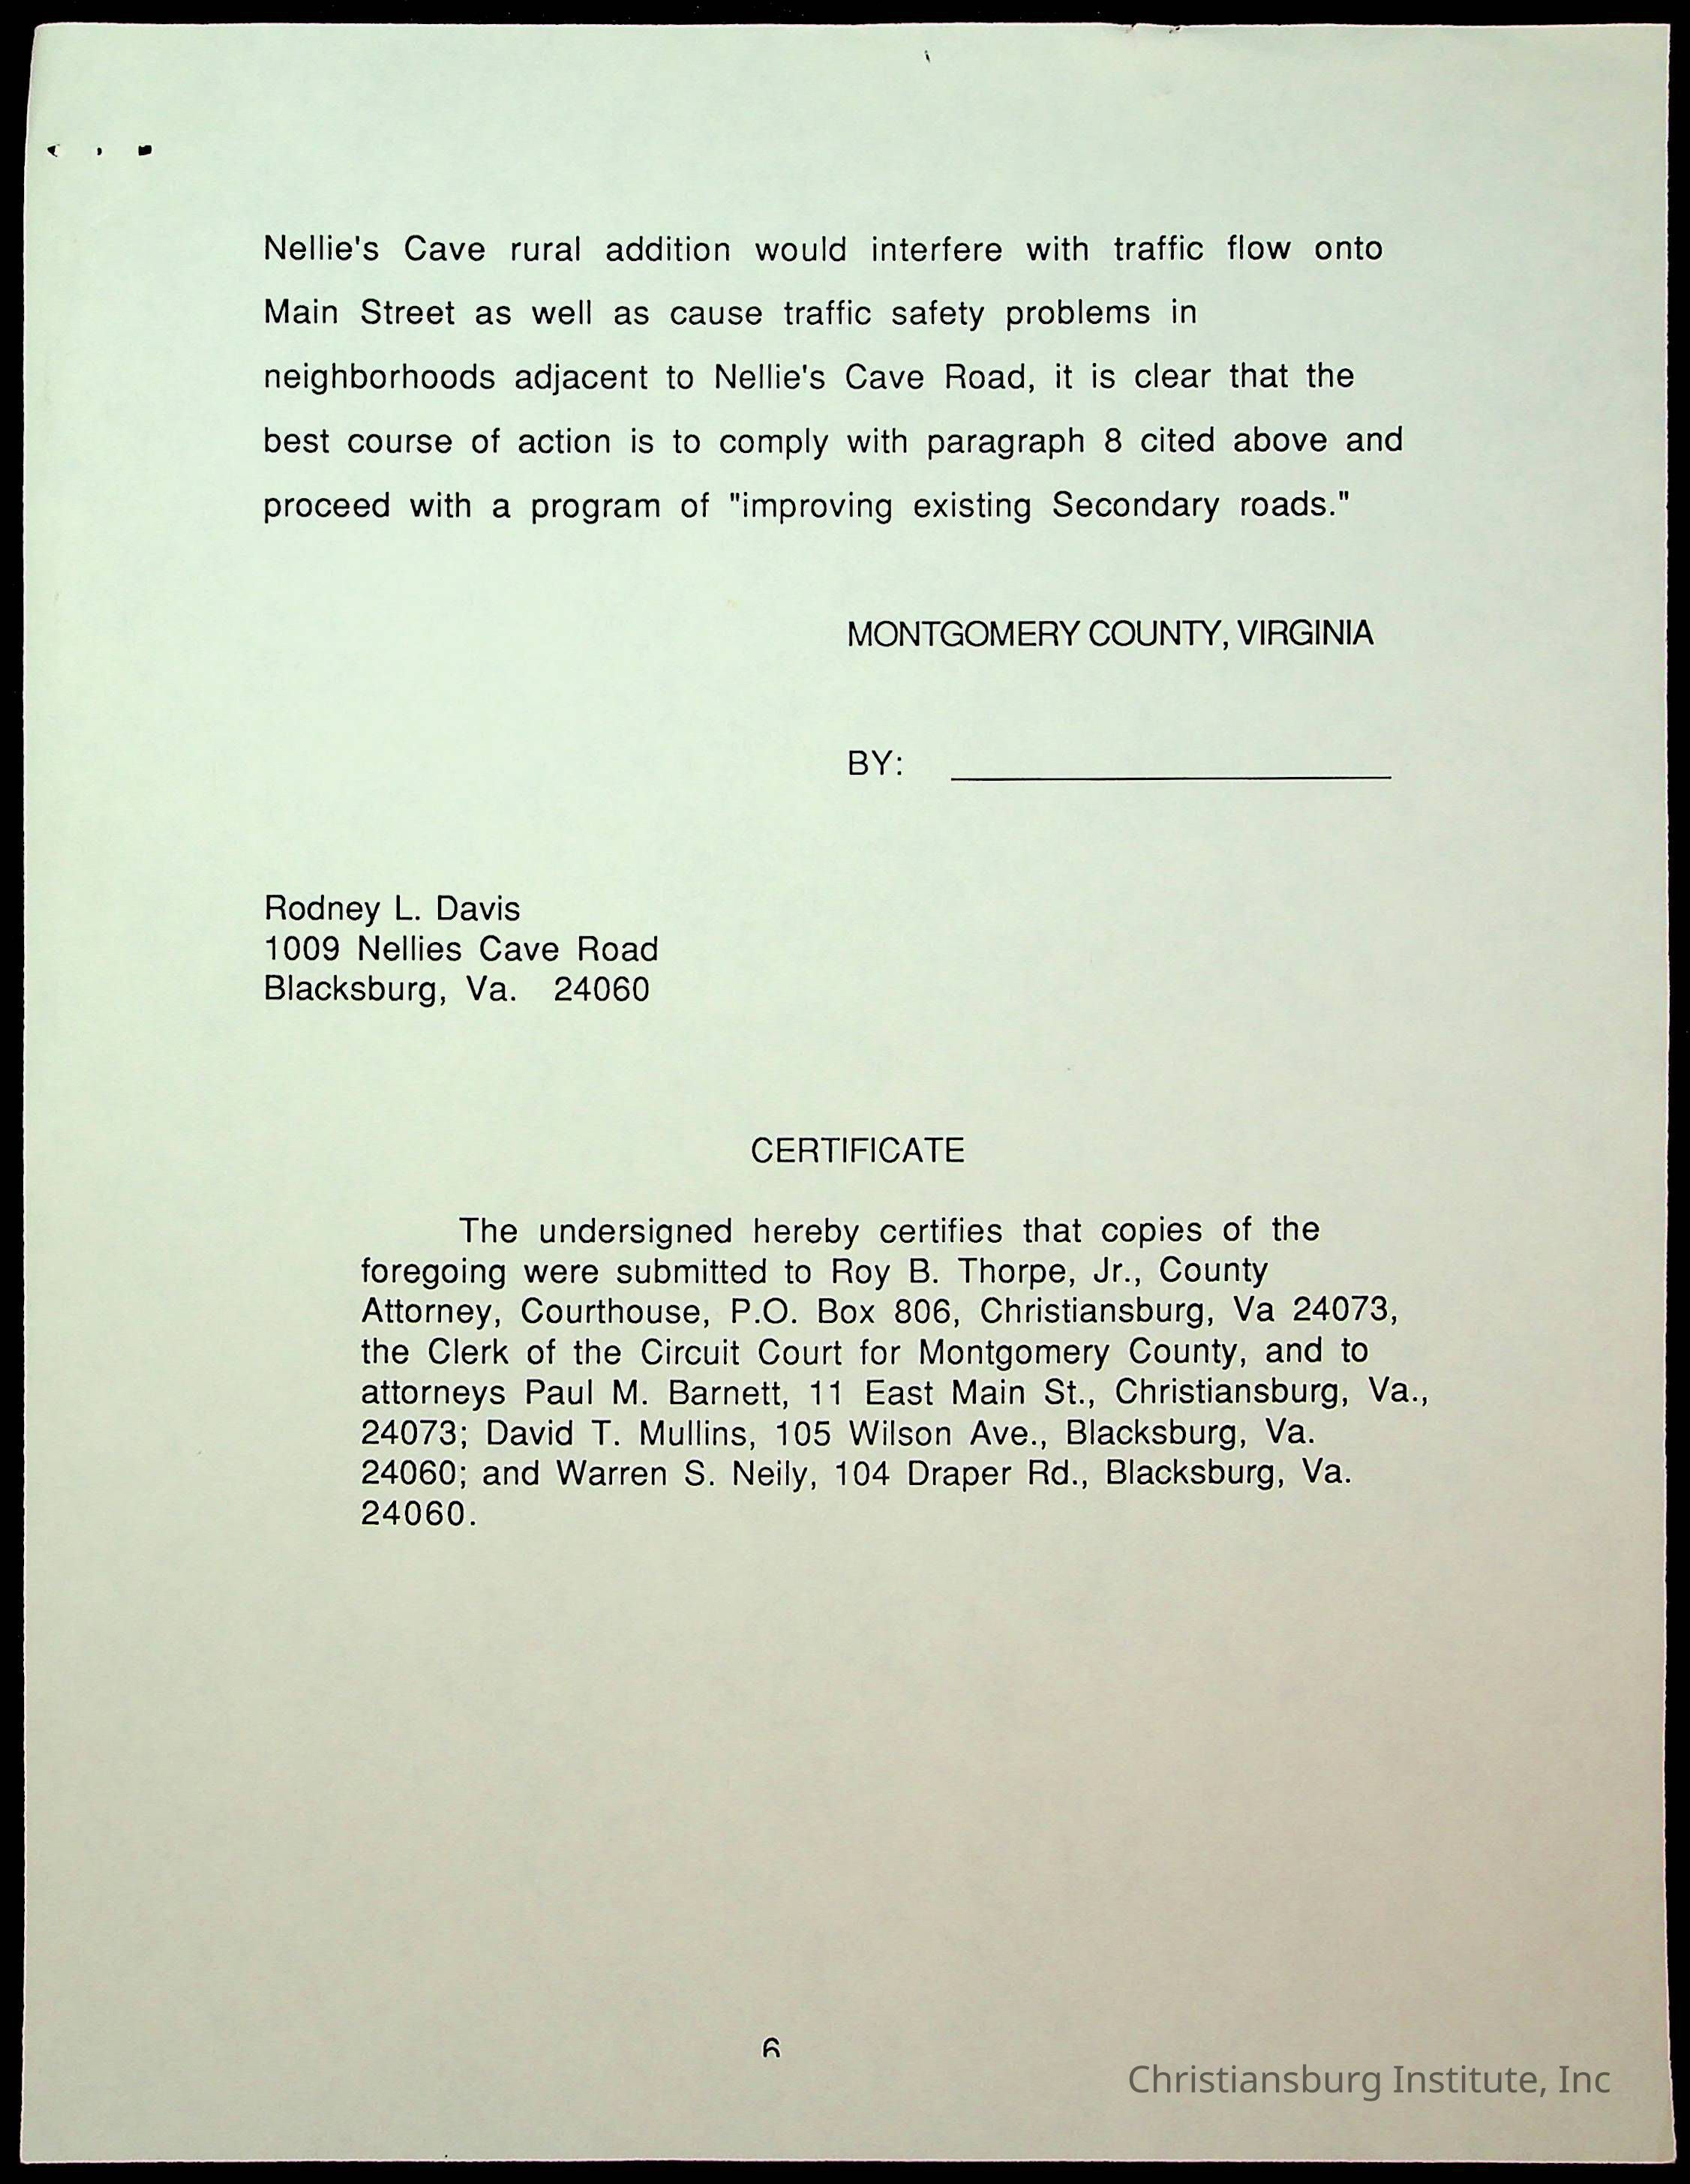 Nellie's Cave rural addition would interfere with traffic flow onto
Main Street as well as cause traffic safety problems in
neighborhoods adjacent to Nellie's Cave Road, it is clear that the
best course of action is to comply with paragraph 8 cited above and
proceed with a program of "improving existing Secondary roads."
MONTGOMERY COUNTY, VIRGINIA
BY:
Rodney L. Davis
1009 Nellies Cave Road
Blacksburg, Va. 24060
CERTIFICATE
The undersigned hereby certifies that copies of the
foregoing were submitted to Roy B. Thorpe, Jr., County
Attorney, Courthouse, P.O. Box 806, Christiansburg, Va 24073,
the Clerk of the Circuit Court for Montgomery County, and to
attorneys Paul M. Barnett, 11 East Main St., Christiansburg, Va.,
24073; David T. Mullins, 105 Wilson Ave., Blacksburg, Va.
24060; and Warren S. Neily, 104 Draper Rd., Blacksburg, Va.
24060.
6
Christiansburg Institute, Inc